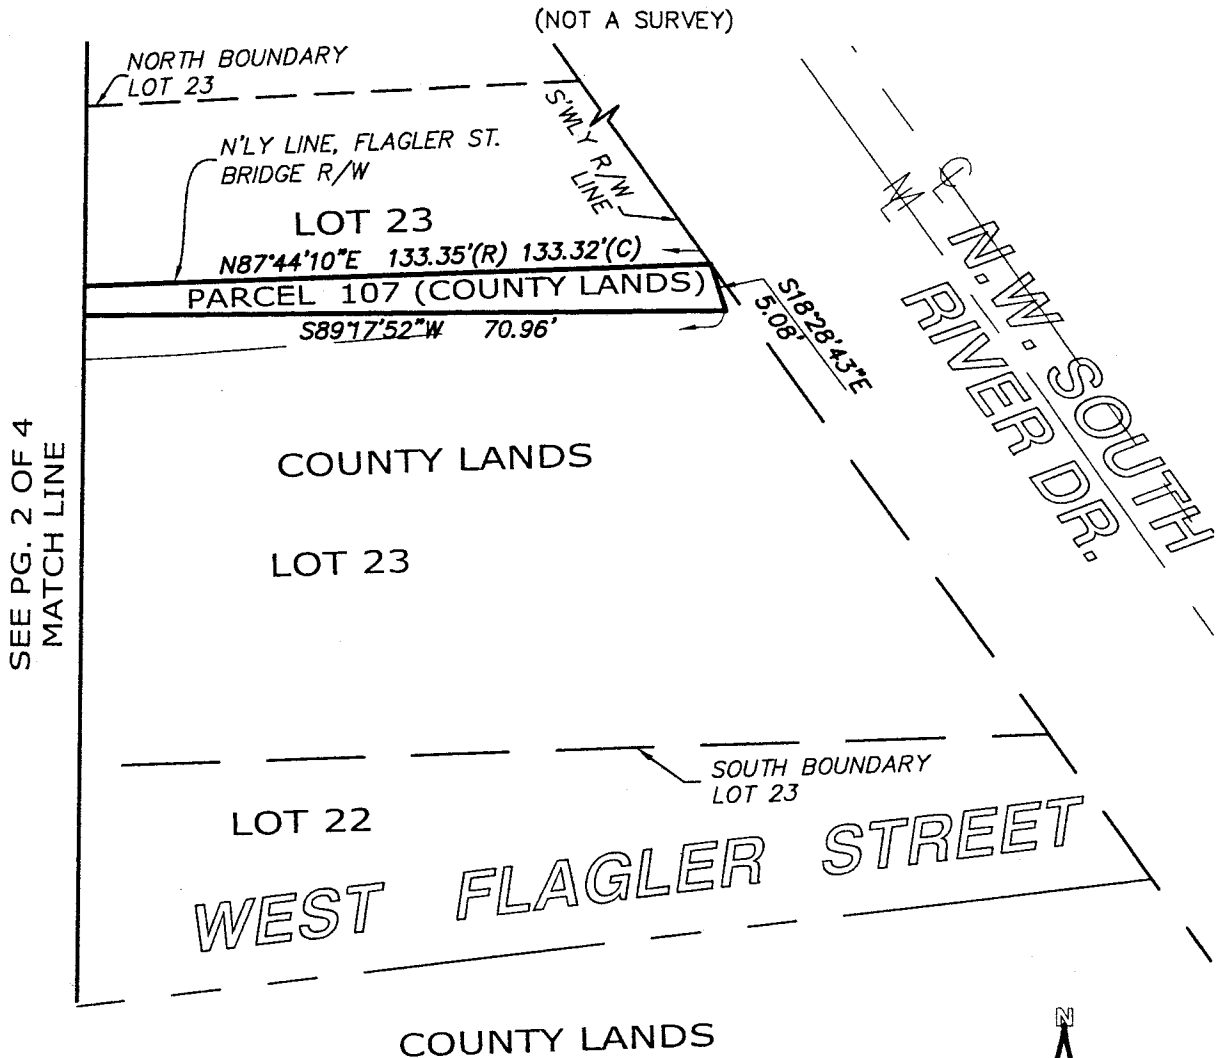 (NOT A SURVEY)
NORTH BOUNDARY
LOT 23
N'LY LINE, FLAGLER ST.
BRIDGE R/W
S'WLY R/W
LINE
LOT 23
N87°44'10"E 133.35'(R) 133.32'(C)
PARCEL 107 (COUNTY LANDS)
S89°17'52"W 70.96'
S18°28'43"E
5.08'
N.W. SOUTH
RIVER DR.
SEE PG. 2 OF 4
MATCH LINE
COUNTY LANDS
LOT 23
SOUTH BOUNDARY
LOT 23
LOT 22
WEST FLAGLER STREET
COUNTY LANDS
N